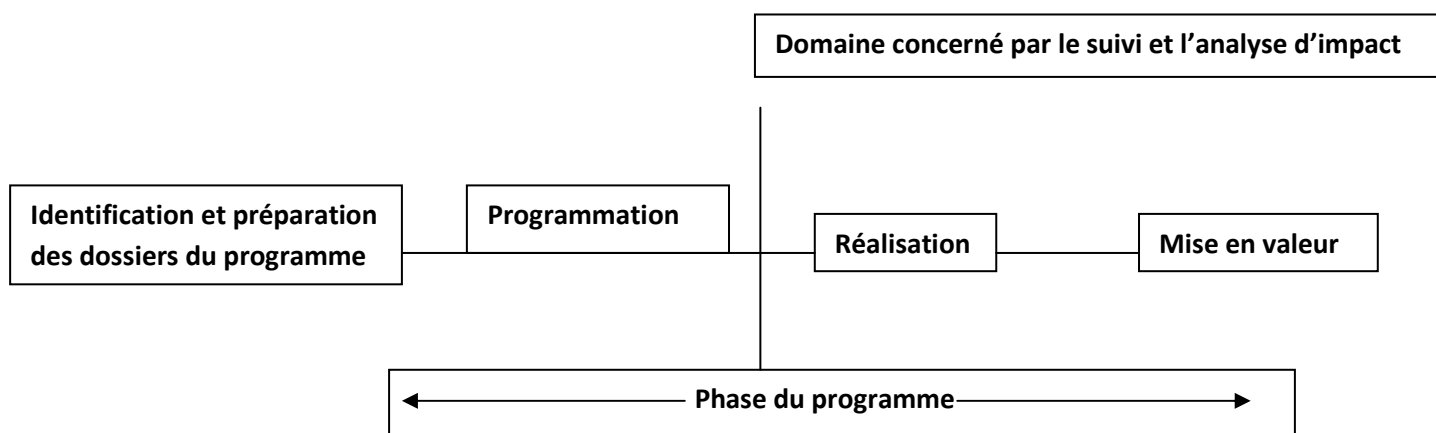 Domaine concerné par le suivi et l’analyse d’impact
Identification et préparation
des dossiers du programme
Programmation
Réalisation
Mise en valeur
Phase du programme